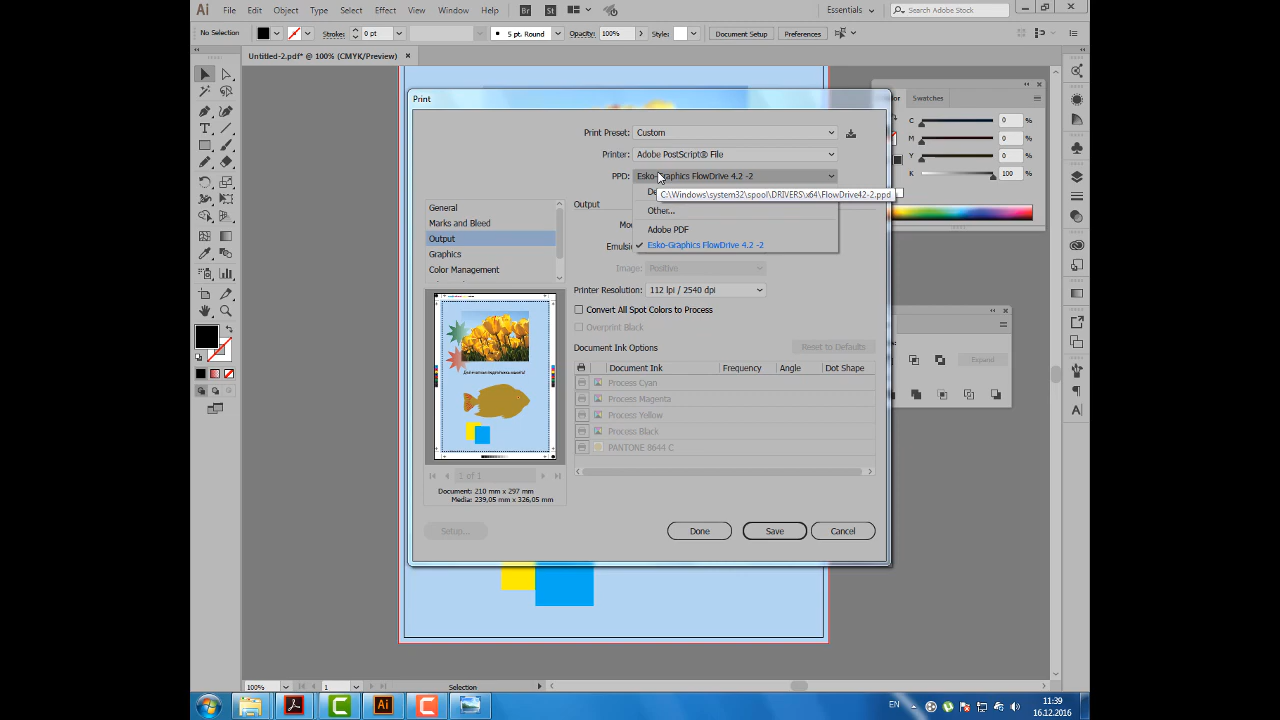 Ai File Edit Object Type Select Effect View Window Help Br St Essentials Search Adobe Stock
No Selection Strokes: 0 pt 5 pt. Round Opacity: 100% Style: Document Setup Preferences
Untitled-2.pdf* @ 100% (CMYK/Preview)
Print
Print Preset: Custom
Printer: Adobe PostScript® File
PPD: Esko-Graphics FlowDrive 4.2 -2
C:\Windows\system32\spool\DRIVERS\x64\FlowDrive42-2.ppd
Other...
Adobe PDF
Esko-Graphics FlowDrive 4.2 -2
General
Marks and Bleed
Output
Graphics
Color Management
Output
Image: Positive
Printer Resolution: 112 lpi / 2540 dpi
Convert All Spot Colors to Process
Overprint Black
Document Ink Options Reset to Defaults
Document Ink Frequency Angle Dot Shape
Process Cyan
Process Magenta
Process Yellow
Process Black
PANTONE 8644 C
Document: 210 mm x 297 mm
Media: 239,05 mm x 326,05 mm
Setup... Done Save Cancel
Swatches
C 0 %
M 0 %
Y 0 %
K 100 %
Expand
100% 1 Selection
EN 11:39
16.12.2016